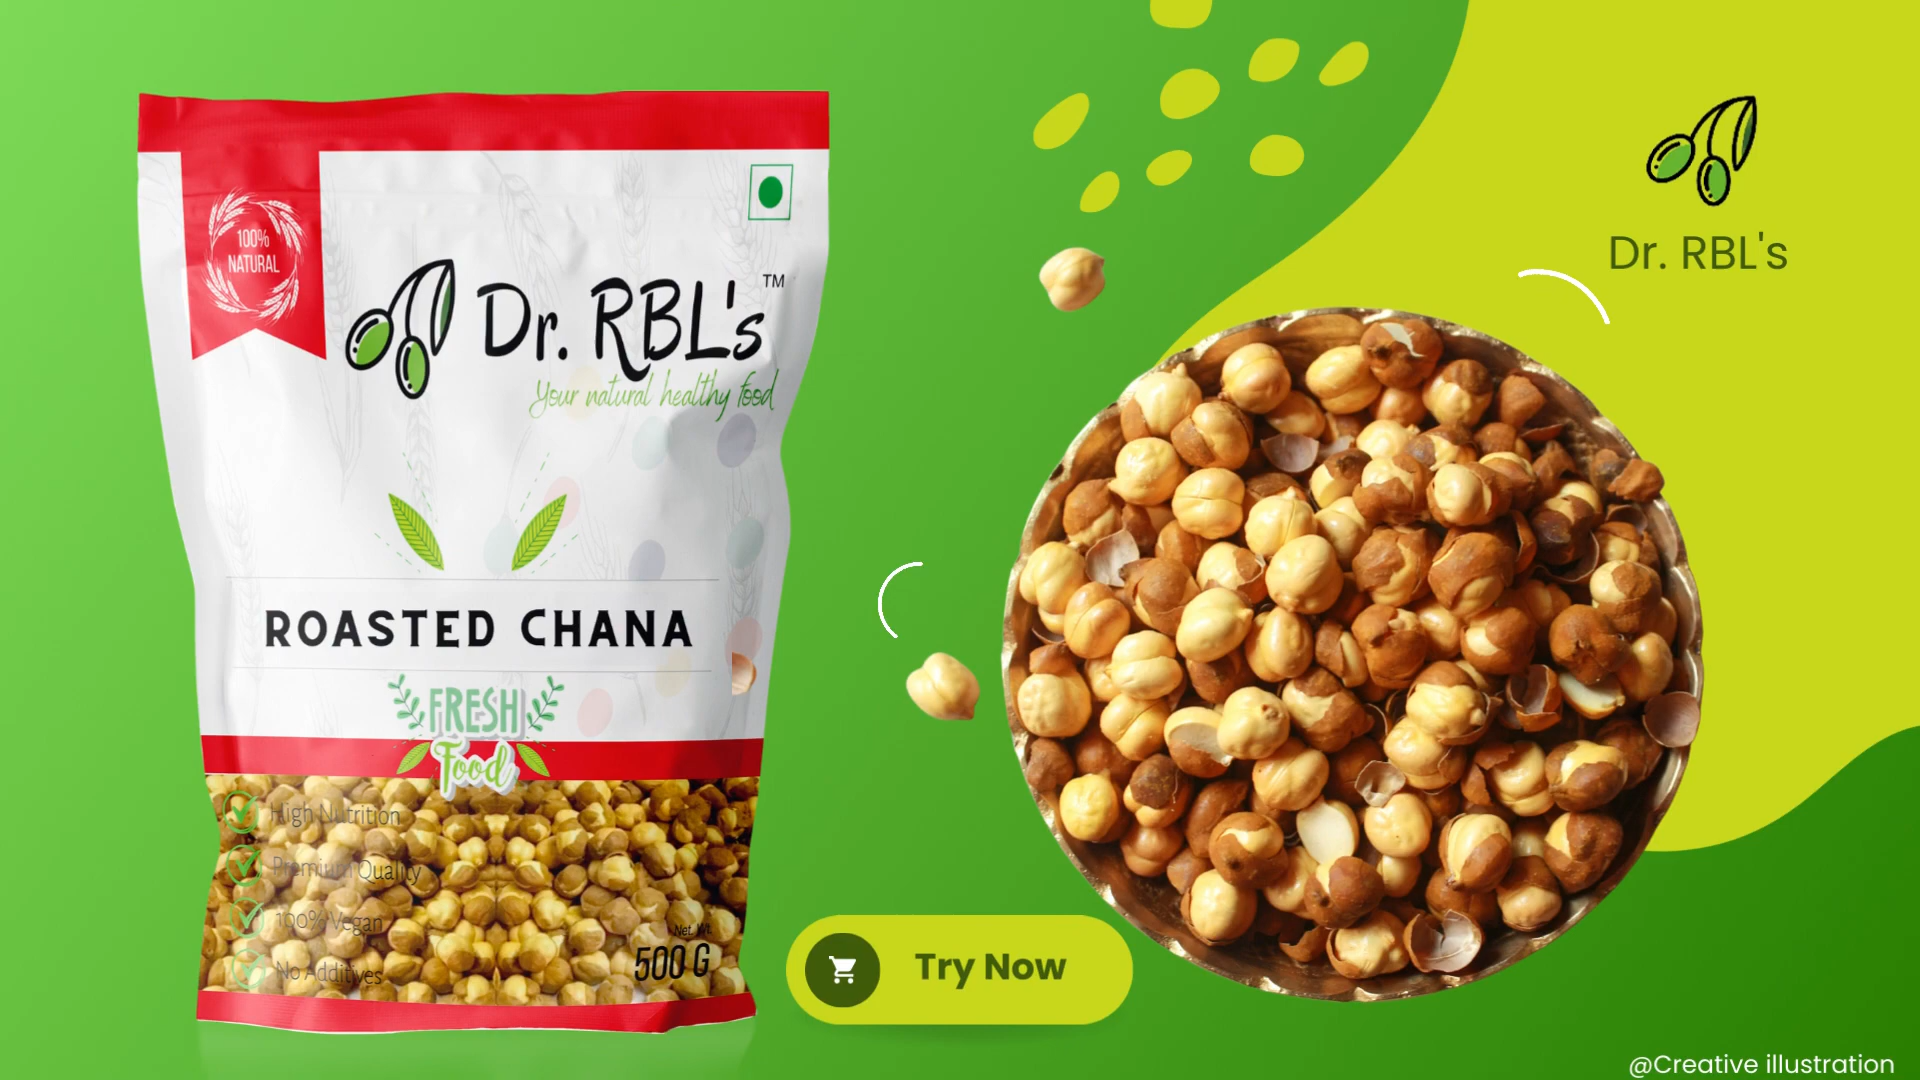 100%
NATURAL
Dr. RBL's™
Your natural healthy food
ROASTED CHANA
FRESH
Food
High Nutrition
Premium Quality
100% Vegan
No Additives
Net. Wt.
500 G
Dr. RBL's
Try Now
@Creative illustration